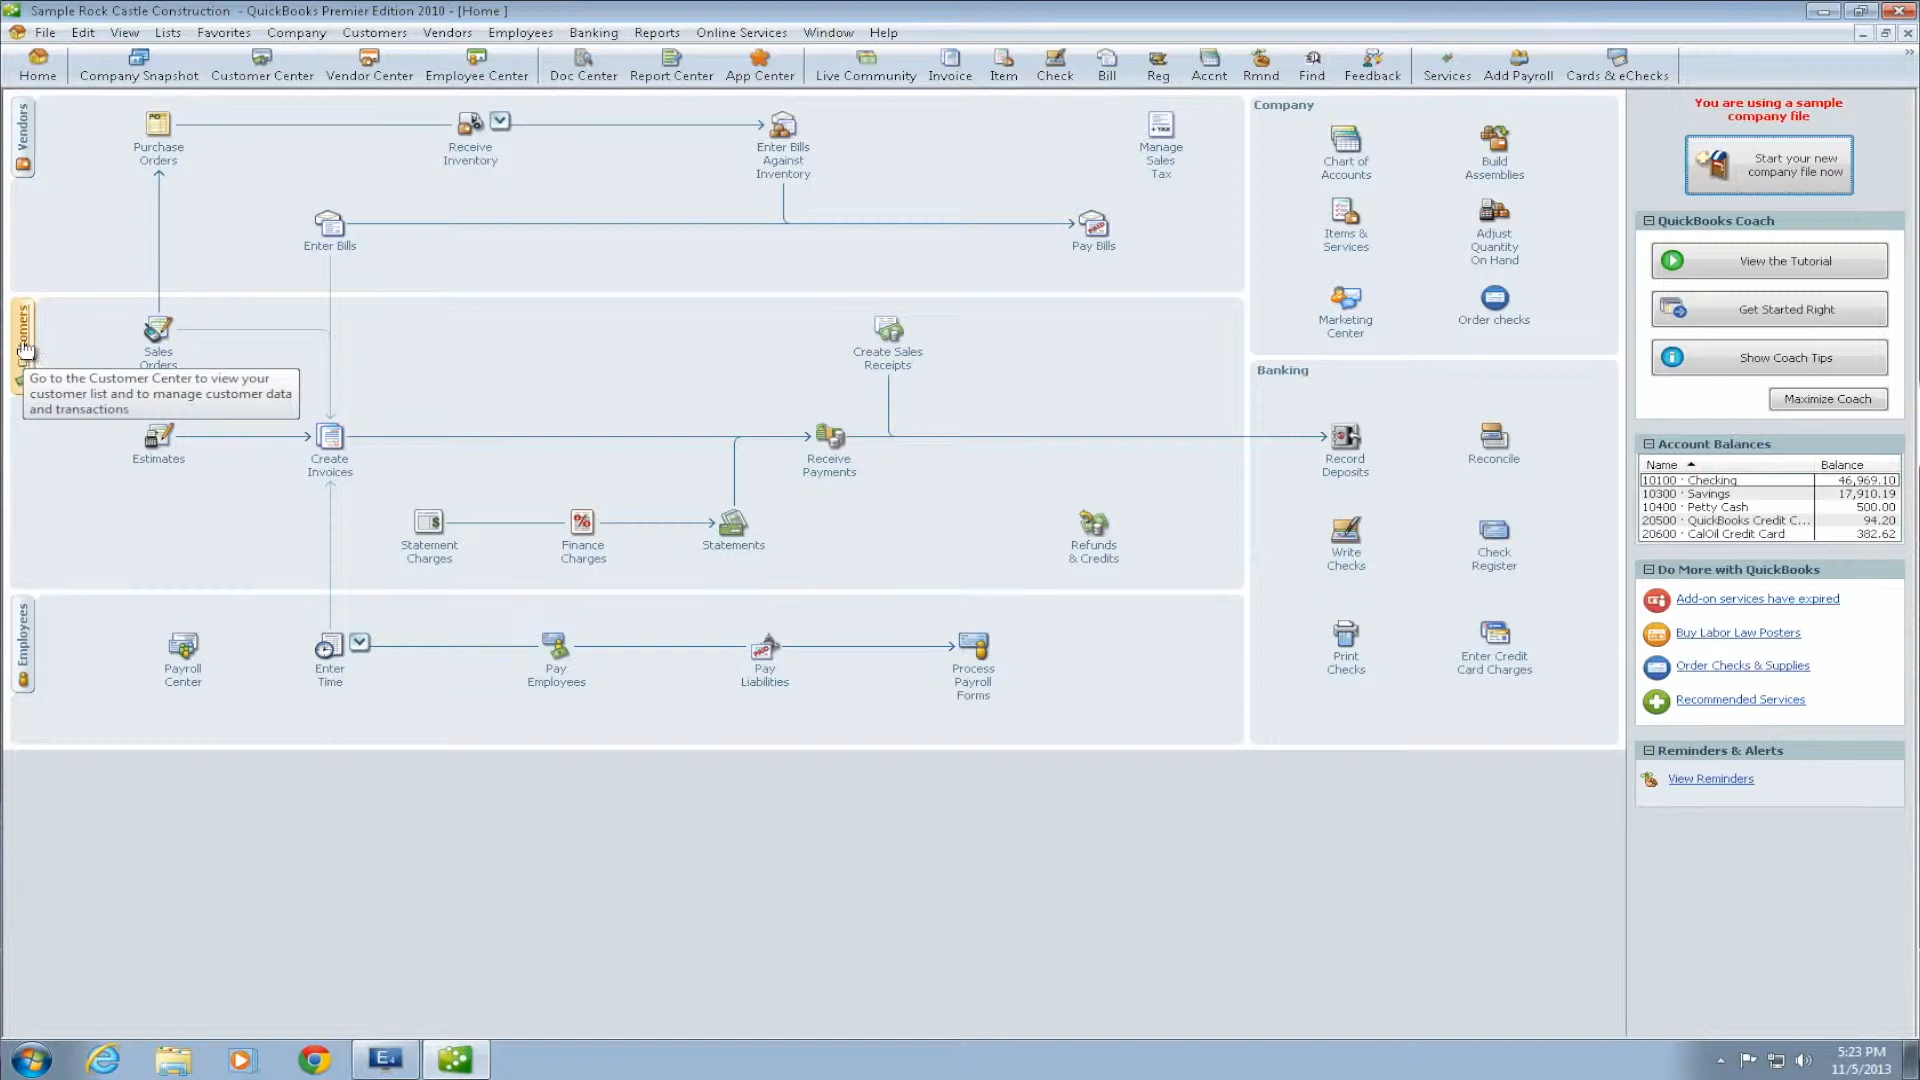 Sample Rock Castle Construction - QuickBooks Premier Edition 2010 - [Home ]
File Edit View Lists Favorites Company Customers Vendors Employees Banking Reports Online Services Window Help
Home Company Snapshot Customer Center Vendor Center Employee Center Doc Center Report Center App Center Live Community Invoice Item Check Bill Reg Accnt Rmnd Find Feedback Services Add Payroll Cards & eChecks
Vendors
Purchase
Orders
Receive
Inventory
Enter Bills
Against
Inventory
Manage
Sales
Tax
Enter Bills
Pay Bills
Sales
Orders
Create Sales
Receipts
Go to the Customer Center to view your
customer list and to manage customer data
and transactions
Estimates
Create
Invoices
Receive
Payments
Statement
Charges
Finance
Charges
Statements
Refunds
& Credits
Employees
Payroll
Center
Enter
Time
Pay
Employees
Pay
Liabilities
Process
Payroll
Forms
Company
Chart of
Accounts
Build
Assemblies
Items &
Services
Adjust
Quantity
On Hand
Marketing
Center
Order checks
Banking
Record
Deposits
Reconcile
Write
Checks
Check
Register
Print
Checks
Enter Credit
Card Charges
You are using a sample
company file
Start your new
company file now
QuickBooks Coach
View the Tutorial
Get Started Right
Show Coach Tips
Maximize Coach
Account Balances
Name Balance
10100 · Checking 46,969.10
10300 · Savings 17,910.19
10400 · Petty Cash 500.00
20500 · QuickBooks Credit C... 94.20
20600 · CalOil Credit Card 382.62
Do More with QuickBooks
Add-on services have expired
Buy Labor Law Posters
Order Checks & Supplies
Recommended Services
Reminders & Alerts
View Reminders
5:23 PM
11/5/2013